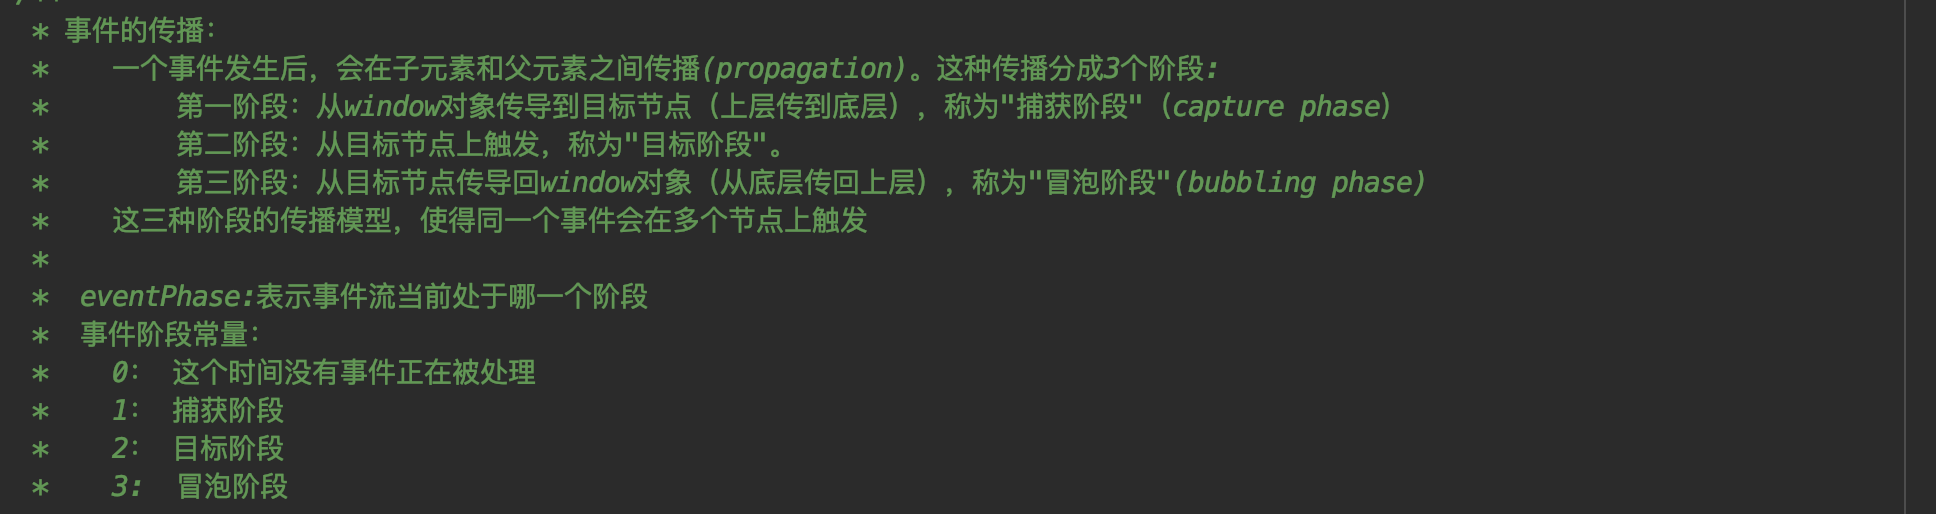 * 事件的传播：
* 一个事件发生后，会在子元素和父元素之间传播(propagation)。这种传播分成3个阶段:
* 第一阶段：从window对象传导到目标节点（上层传到底层），称为"捕获阶段"（capture phase）
* 第二阶段：从目标节点上触发，称为"目标阶段"。
* 第三阶段：从目标节点传导回window对象（从底层传回上层），称为"冒泡阶段"(bubbling phase)
* 这三种阶段的传播模型，使得同一个事件会在多个节点上触发
*
* eventPhase:表示事件流当前处于哪一个阶段
* 事件阶段常量：
* 0： 这个时间没有事件正在被处理
* 1： 捕获阶段
* 2： 目标阶段
* 3: 冒泡阶段